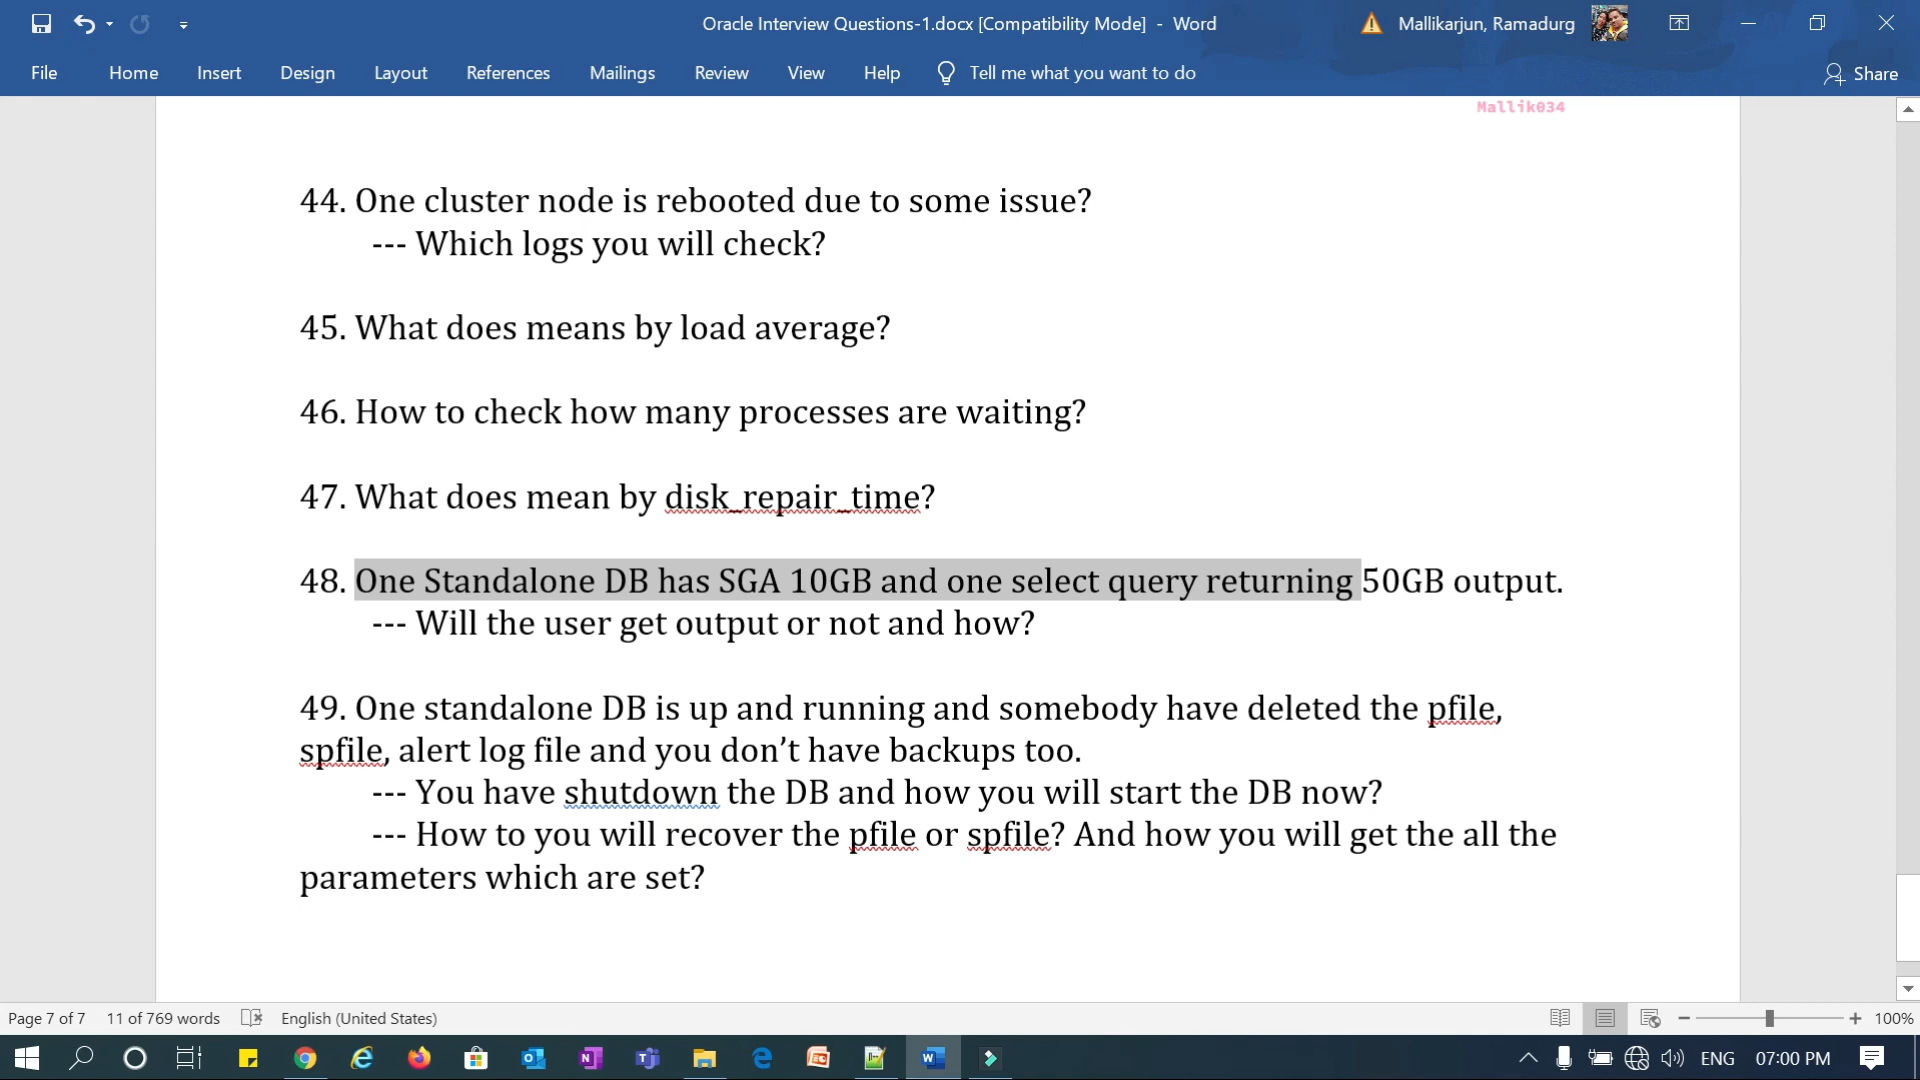 Oracle Interview Questions-1.docx [Compatibility Mode] - Word
Mallikarjun, Ramadurg
File Home Insert Design Layout References Mailings Review View Help Tell me what you want to do Share
Mallik034
44. One cluster node is rebooted due to some issue?
--- Which logs you will check?
45. What does means by load average?
46. How to check how many processes are waiting?
47. What does mean by disk_repair_time?
48. One Standalone DB has SGA 10GB and one select query returning 50GB output.
--- Will the user get output or not and how?
49. One standalone DB is up and running and somebody have deleted the pfile,
spfile, alert log file and you don’t have backups too.
--- You have shutdown the DB and how you will start the DB now?
--- How to you will recover the pfile or spfile? And how you will get the all the
parameters which are set?
Page 7 of 7 11 of 769 words English (United States) 100%
ENG 07:00 PM